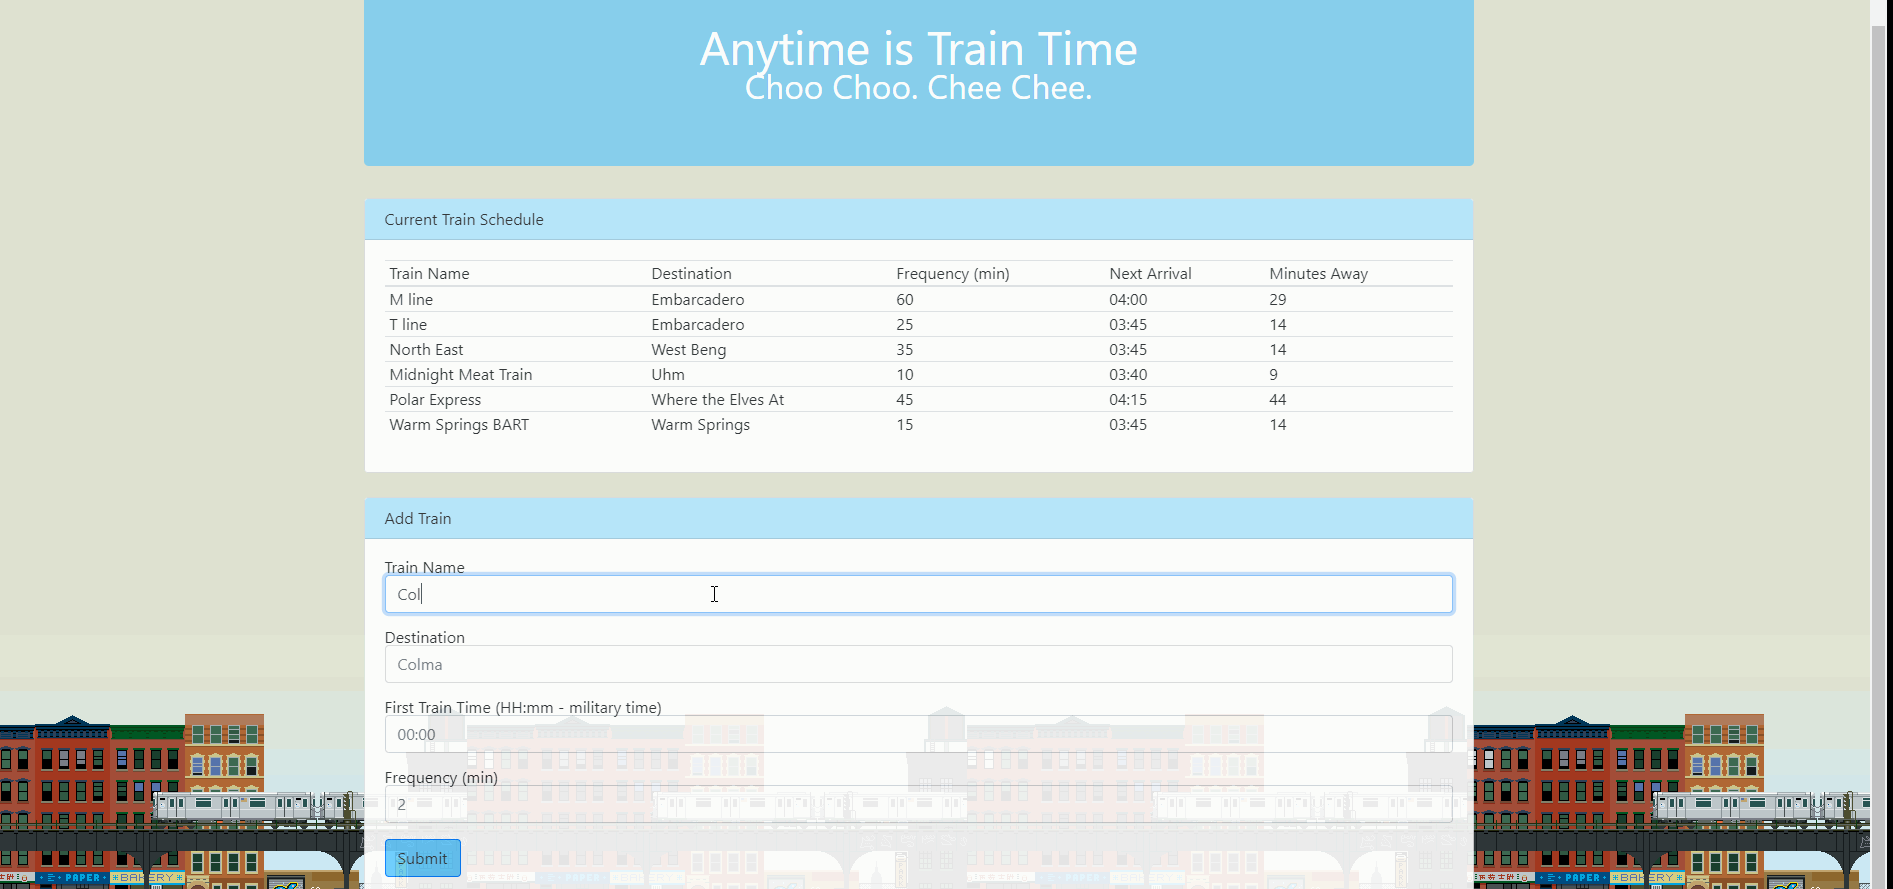 Anytime is Train Time
Choo Choo. Chee Chee.
Current Train Schedule
Train Name Destination Frequency (min) Next Arrival Minutes Away
M line Embarcadero 60 04:00 29
T line Embarcadero 25 03:45 14
North East West Beng 35 03:45 14
Midnight Meat Train Uhm 10 03:40 9
Polar Express Where the Elves At 45 04:15 44
Warm Springs BART Warm Springs 15 03:45 14
Add Train
Train Name
Col
Destination
Colma
First Train Time (HH:mm - military time)
00:00
Frequency (min)
2
Submit
PAPER *BAKERY* PAPER *BAKERY*